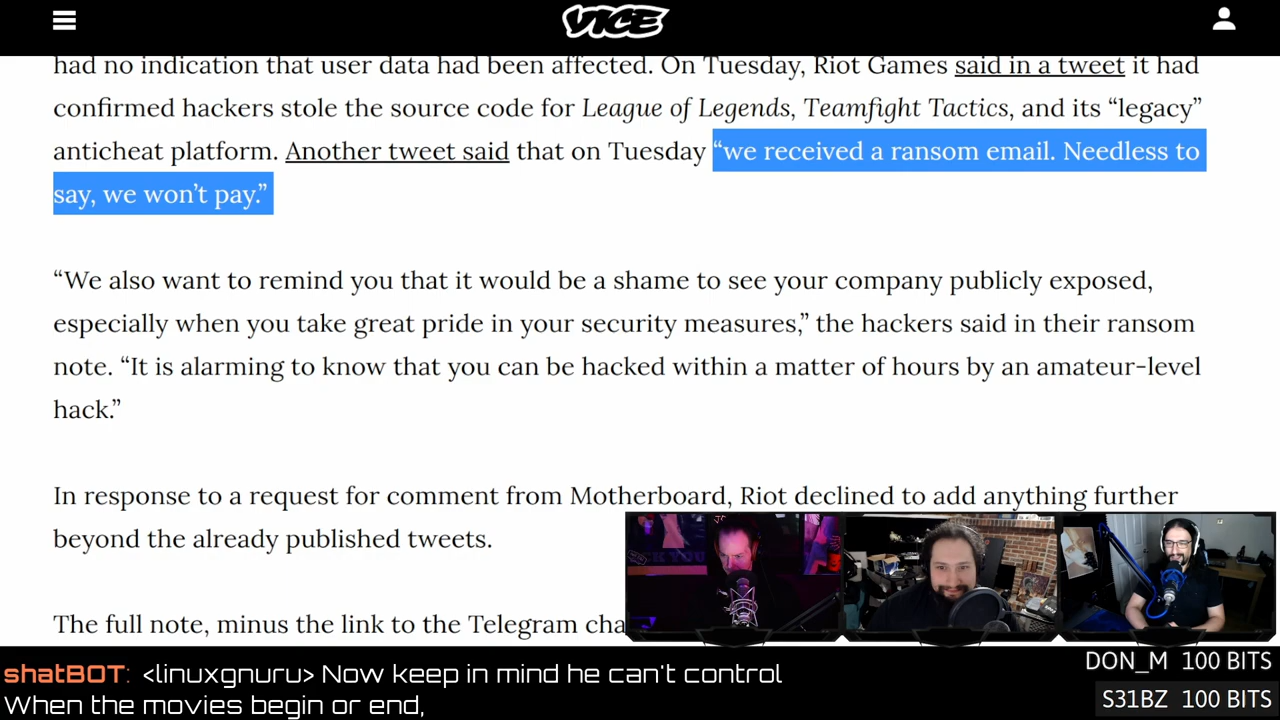 VICE
had no indication that user data had been affected. On Tuesday, Riot Games said in a tweet it had
confirmed hackers stole the source code for League of Legends, Teamfight Tactics, and its “legacy”
anticheat platform. Another tweet said that on Tuesday “we received a ransom email. Needless to
say, we won’t pay.”
“We also want to remind you that it would be a shame to see your company publicly exposed,
especially when you take great pride in your security measures,” the hackers said in their ransom
note. “It is alarming to know that you can be hacked within a matter of hours by an amateur-level
hack.”
In response to a request for comment from Motherboard, Riot declined to add anything further
beyond the already published tweets.
The full note, minus the link to the Telegram cha
shatBOT: <linuxgnuru> Now keep in mind he can't control
When the movies begin or end,
DON_M 100 BITS
S31BZ 100 BITS